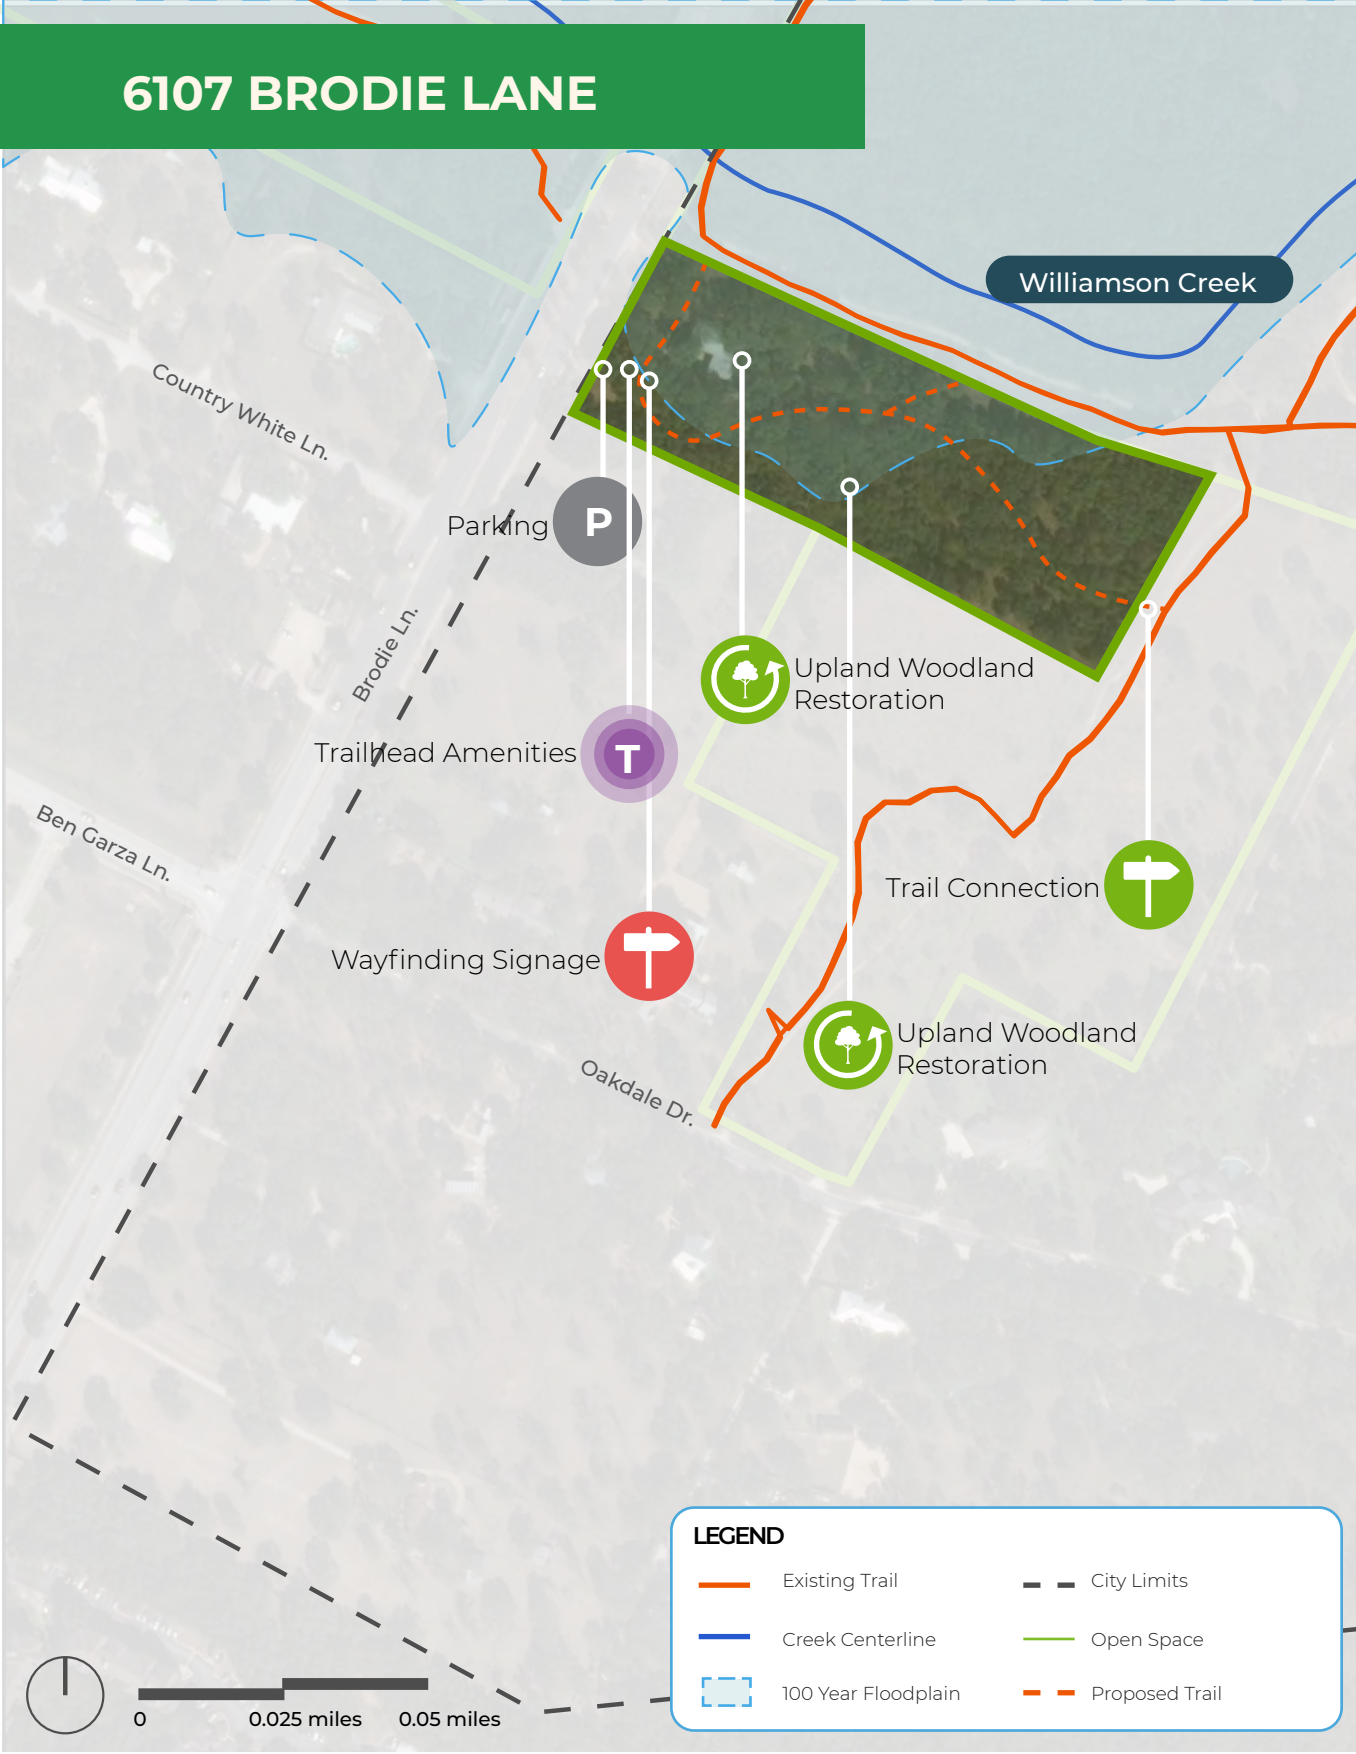 6107 BRODIE LANE
Williamson Creek
Country White Ln.
Parking
P
Brodie Ln.
Upland Woodland
Restoration
Trailhead Amenities
T
Ben Garza Ln.
Trail Connection
Wayfinding Signage
Upland Woodland
Restoration
Oakdale Dr.
LEGEND
Existing Trail
City Limits
Creek Centerline
Open Space
100 Year Floodplain
Proposed Trail
0
0.025 miles
0.05 miles